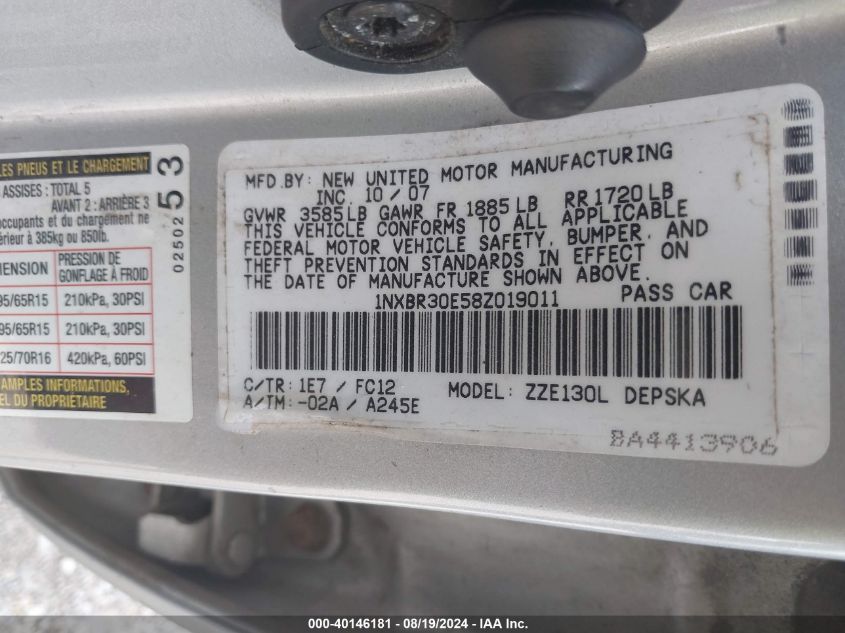 LES PNEUS ET LE CHARGEMENT
ASSISES: TOTAL 5
AVANT 2: ARRIÈRE 3
occupants et du chargement ne
385kg ou 850lb.
PRESSION DE
GONFLAGE À FROID
95/65R15 210kPa, 30PSI
95/65R15 210kPa, 30PSI
25/70R16 420kPa, 60PSI
AMPLES INFORMATIONS,
EL DU PROPRIÉTAIRE
02502 53
MFD.BY: NEW UNITED MOTOR MANUFACTURING
INC. 10/07
GVWR 3585LB GAWR FR 1885LB RR1720LB
THIS VEHICLE CONFORMS TO ALL APPLICABLE
FEDERAL MOTOR VEHICLE SAFETY, BUMPER, AND
THEFT PREVENTION STANDARDS IN EFFECT ON
THE DATE OF MANUFACTURE SHOWN ABOVE.
1NXBR30E58Z019011 PASS CAR
C/TR: 1E7 / FC12 MODEL: ZZE130L DEPSKA
A/TM: -02A / A245E
BA4413906
000-40146181 - 08/19/2024 - IAA Inc.